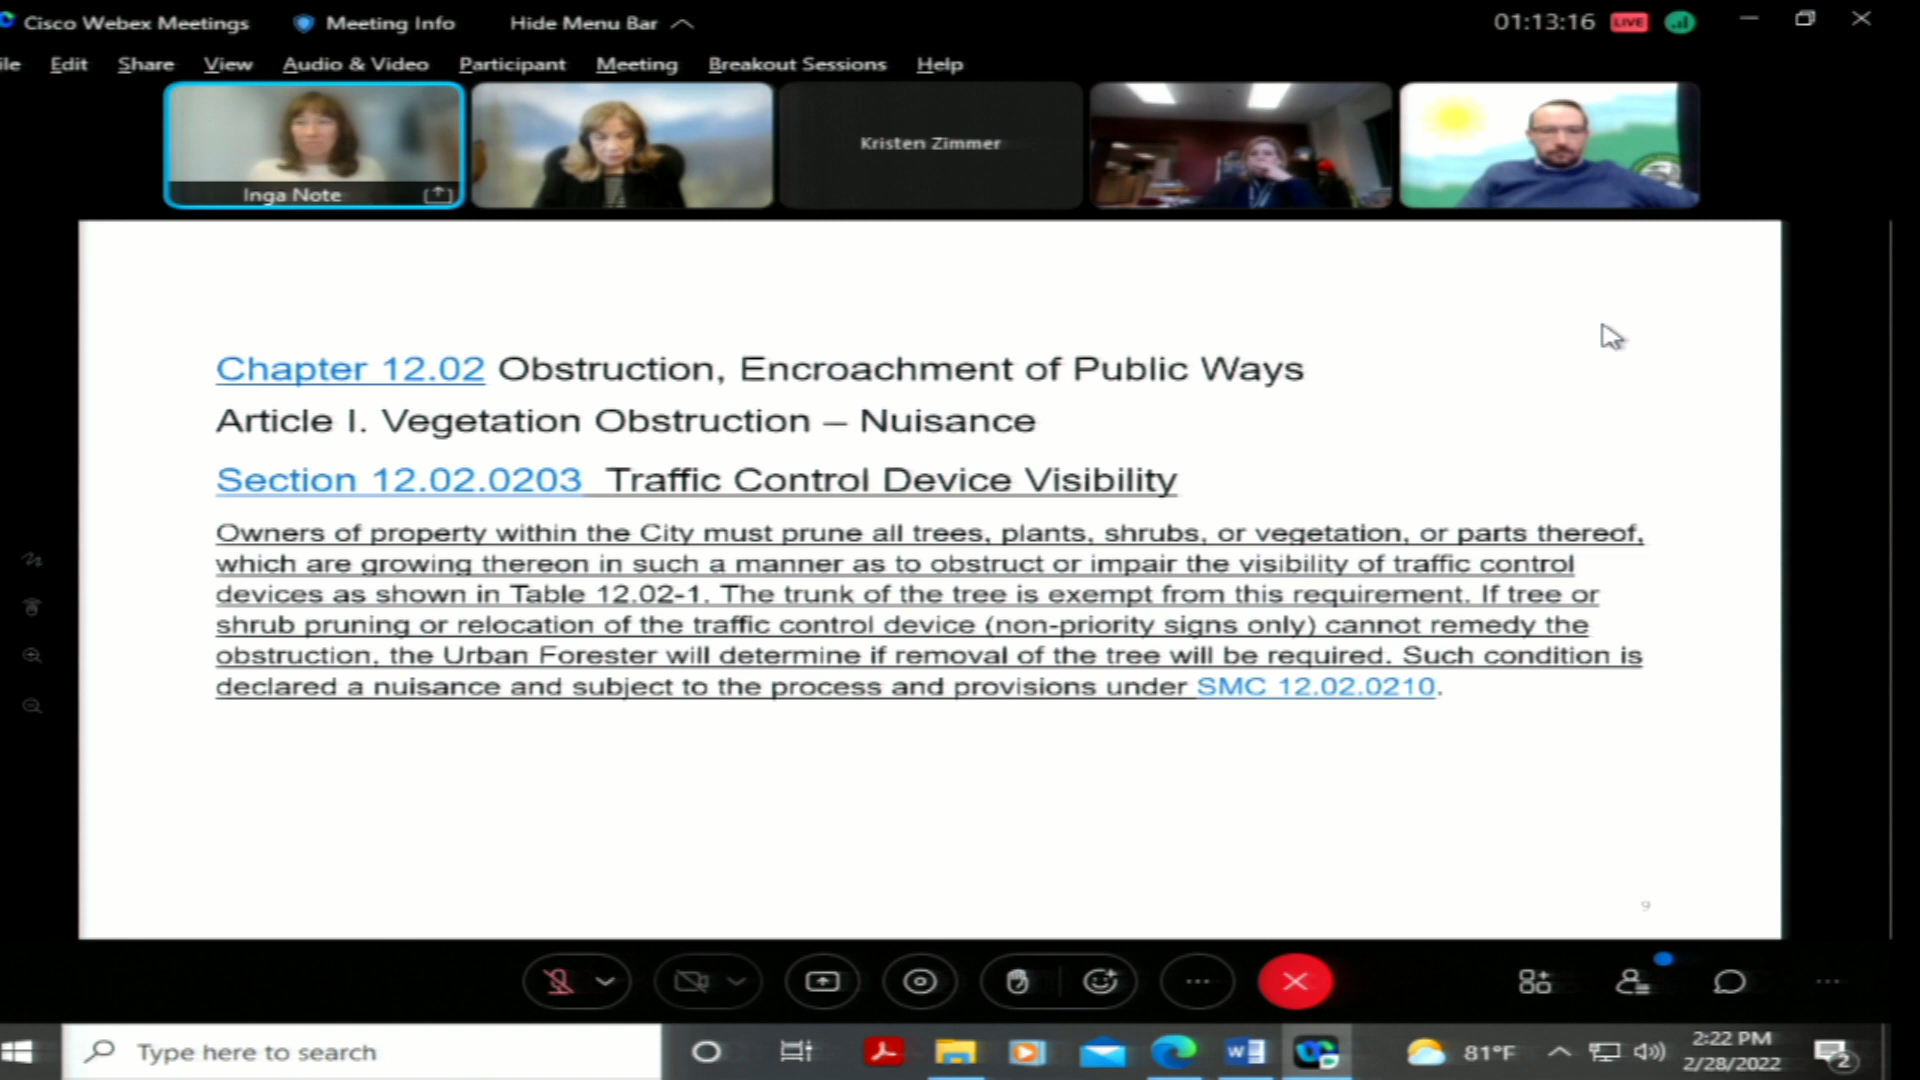 Cisco Webex Meetings Meeting Info Hide Menu Bar 01:13:16 LIVE
ile Edit Share View Audio & Video Participant Meeting Breakout Sessions Help
Kristen Zimmer
Inga Note
Chapter 12.02 Obstruction, Encroachment of Public Ways
Article I. Vegetation Obstruction – Nuisance
Section 12.02.0203 Traffic Control Device Visibility
Owners of property within the City must prune all trees, plants, shrubs, or vegetation, or parts thereof,
which are growing thereon in such a manner as to obstruct or impair the visibility of traffic control
devices as shown in Table 12.02-1. The trunk of the tree is exempt from this requirement. If tree or
shrub pruning or relocation of the traffic control device (non-priority signs only) cannot remedy the
obstruction, the Urban Forester will determine if removal of the tree will be required. Such condition is
declared a nuisance and subject to the process and provisions under SMC 12.02.0210.
9
Type here to search
81°F
2:22 PM
2/28/2022
2